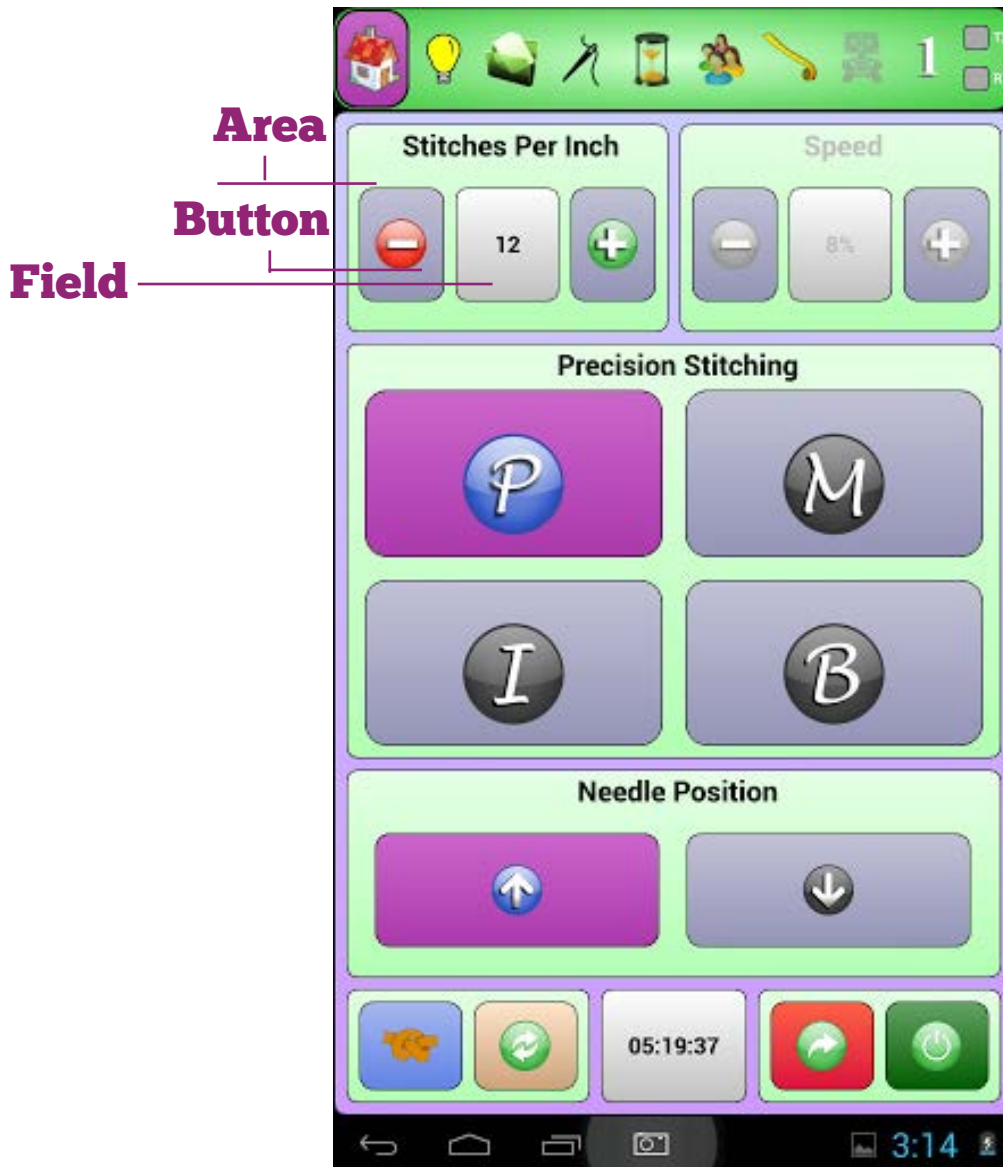 1
T
R
Area
Stitches Per Inch
Speed
Button
12
8%
Field
Precision Stitching
P
M
I
B
Needle Position
05:19:37
3:14